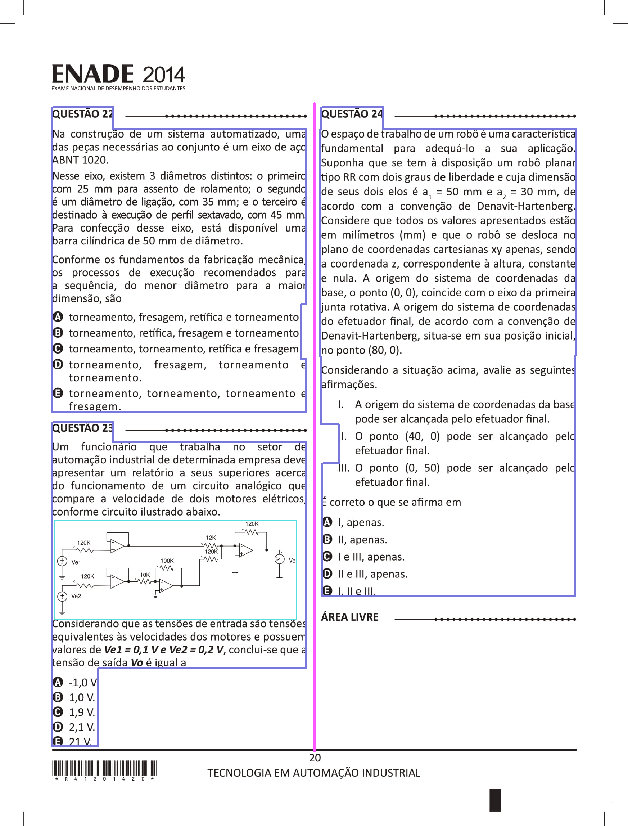 ENADE 2014
EXAME NACIONAL DE DESEMPENHO DOS ESTUDANTES
QUESTÃO 22
Na construção de um sistema automatizado, uma
das peças necessárias ao conjunto é um eixo de aço
ABNT 1020.
Nesse eixo, existem 3 diâmetros distintos: o primeiro
com 25 mm para assento de rolamento; o segundo
é um diâmetro de ligação, com 35 mm; e o terceiro é
destinado à execução de perfil sextavado, com 45 mm.
Para confecção desse eixo, está disponível uma
barra cilíndrica de 50 mm de diâmetro.
Conforme os fundamentos da fabricação mecânica,
os processos de execução recomendados para
a sequência, do menor diâmetro para a maior
dimensão, são
A torneamento, fresagem, retífica e torneamento
B torneamento, retífica, fresagem e torneamento
C torneamento, torneamento, retífica e fresagem
D torneamento, fresagem, torneamento e
torneamento.
E torneamento, torneamento, torneamento e
fresagem.
QUESTÃO 23
Um funcionário que trabalha no setor de
automação industrial de determinada empresa deve
apresentar um relatório a seus superiores acerca
do funcionamento de um circuito analógico que
compare a velocidade de dois motores elétricos,
conforme circuito ilustrado abaixo.
120K
120K
12K
120K
Ve1
100K
120K
10K
Ve2
Considerando que as tensões de entrada são tensões
equivalentes às velocidades dos motores e possuem
valores de Ve1 = 0,1 V e Ve2 = 0,2 V, conclui-se que a
tensão de saída Vo é igual a
A -1,0 V
B 1,0 V.
C 1,9 V.
D 2,1 V.
E 21 V.
QUESTÃO 24
O espaço de trabalho de um robô é uma característica
fundamental para adequá-lo a sua aplicação.
Suponha que se tem à disposição um robô planar
tipo RR com dois graus de liberdade e cuja dimensão
de seus dois elos é a1 = 50 mm e a2 = 30 mm, de
acordo com a convenção de Denavit-Hartenberg.
Considere que todos os valores apresentados estão
em milímetros (mm) e que o robô se desloca no
plano de coordenadas cartesianas xy apenas, sendo
a coordenada z, correspondente à altura, constante
e nula. A origem do sistema de coordenadas da
base, o ponto (0, 0), coincide com o eixo da primeira
junta rotativa. A origem do sistema de coordenadas
do efetuador final, de acordo com a convenção de
Denavit-Hartenberg, situa-se em sua posição inicial,
no ponto (80, 0).
Considerando a situação acima, avalie as seguintes
afirmações.
I. A origem do sistema de coordenadas da base
pode ser alcançada pelo efetuador final.
II. O ponto (40, 0) pode ser alcançado pelo
efetuador final.
III. O ponto (0, 50) pode ser alcançado pelo
efetuador final.
É correto o que se afirma em
A I, apenas.
B II, apenas.
C I e III, apenas.
D II e III, apenas.
E I, II e III.
ÁREA LIVRE
20
TECNOLOGIA EM AUTOMAÇÃO INDUSTRIAL